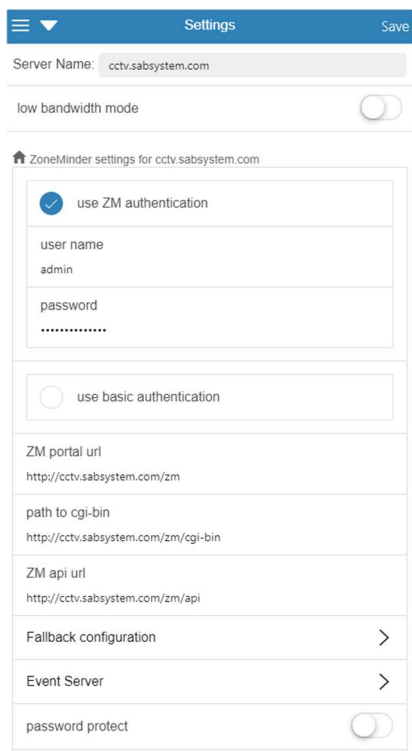 Settings
Save
Server Name: cctv.sabsystem.com
low bandwidth mode
ZoneMinder settings for cctv.sabsystem.com
use ZM authentication
user name
admin
password
••••••••••••••
use basic authentication
ZM portal url
http://cctv.sabsystem.com/zm
path to cgi-bin
http://cctv.sabsystem.com/zm/cgi-bin
ZM api url
http://cctv.sabsystem.com/zm/api
Fallback configuration
Event Server
password protect